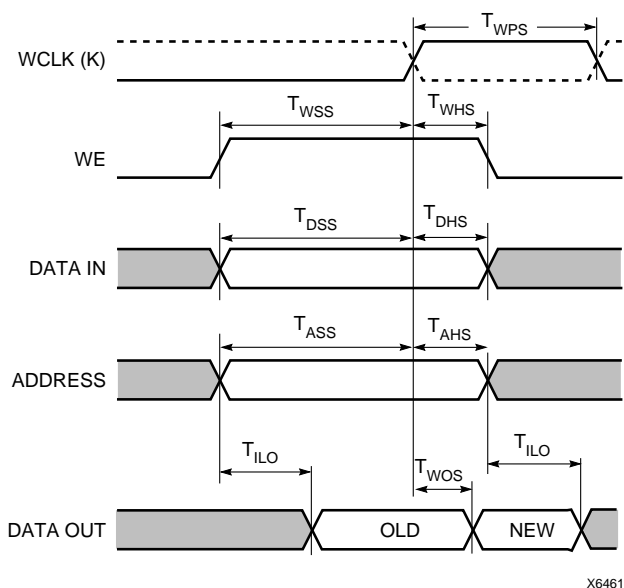 T_WPS
WCLK (K)
T_WSS T_WHS
WE
T_DSS T_DHS
DATA IN
T_ASS T_AHS
ADDRESS
T_ILO T_WOS T_ILO
DATA OUT OLD NEW
X6461